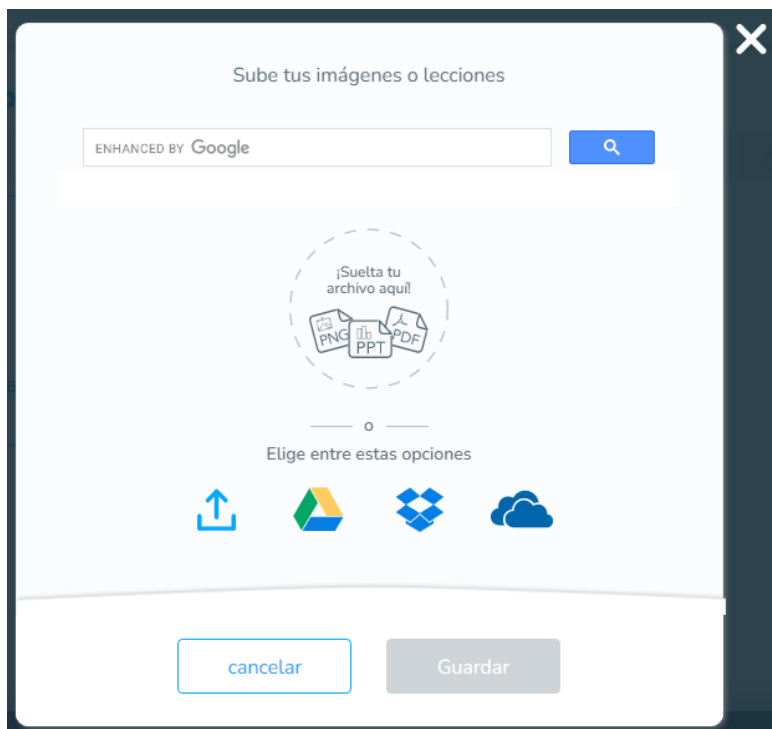 Sube tus imágenes o lecciones
ENHANCED BY Google
¡Suelta tu
archivo aquí!
PNG PPT PDF
o
Elige entre estas opciones
cancelar Guardar